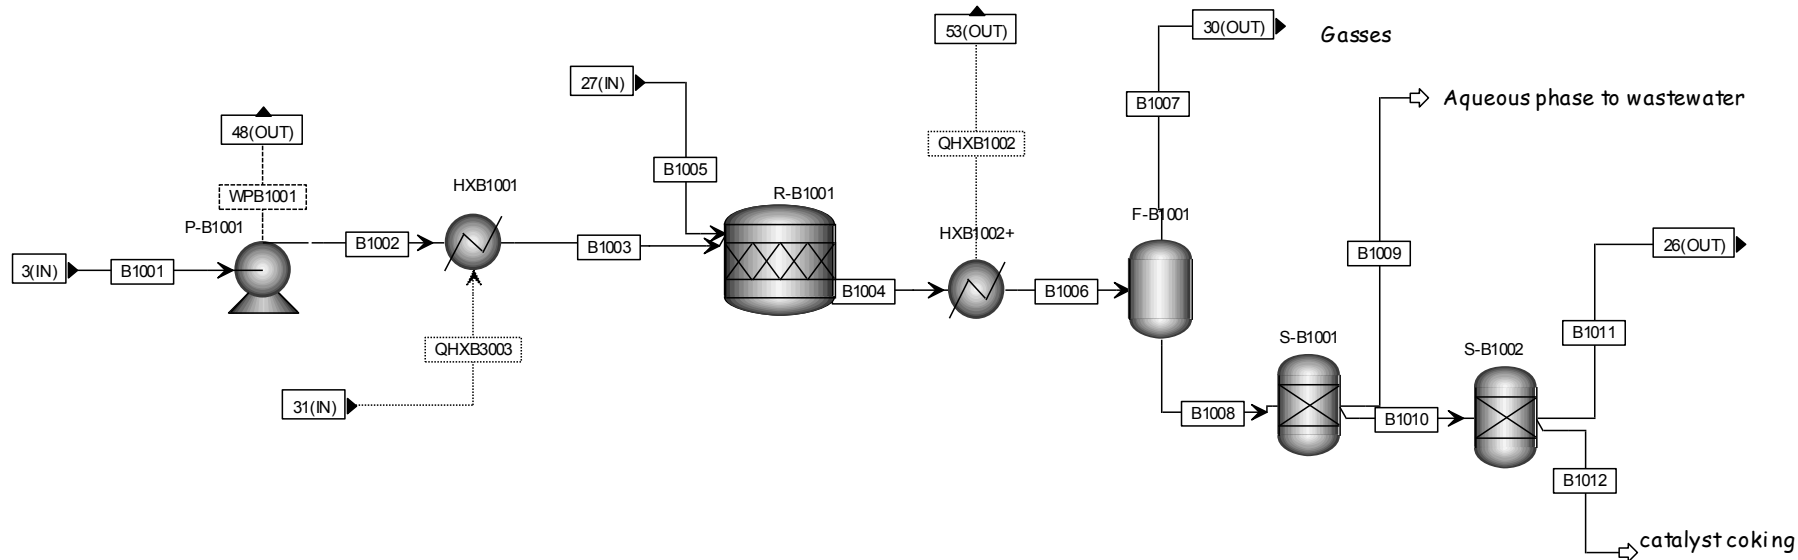 53(OUT)
30(OUT)
Gasses
27(IN)
B1007
Aqueous phase to wastewater
48(OUT)
QHXB1002
B1005
WPB1001
HXB1001
R-B1001
P-B1001
F-B1001
HXB1002+
B1002
B1003
B1009
26(OUT)
3(IN)
B1001
B1004
B1006
B1011
QHXB3003
S-B1001
S-B1002
31(IN)
B1008
B1010
B1012
catalyst coking